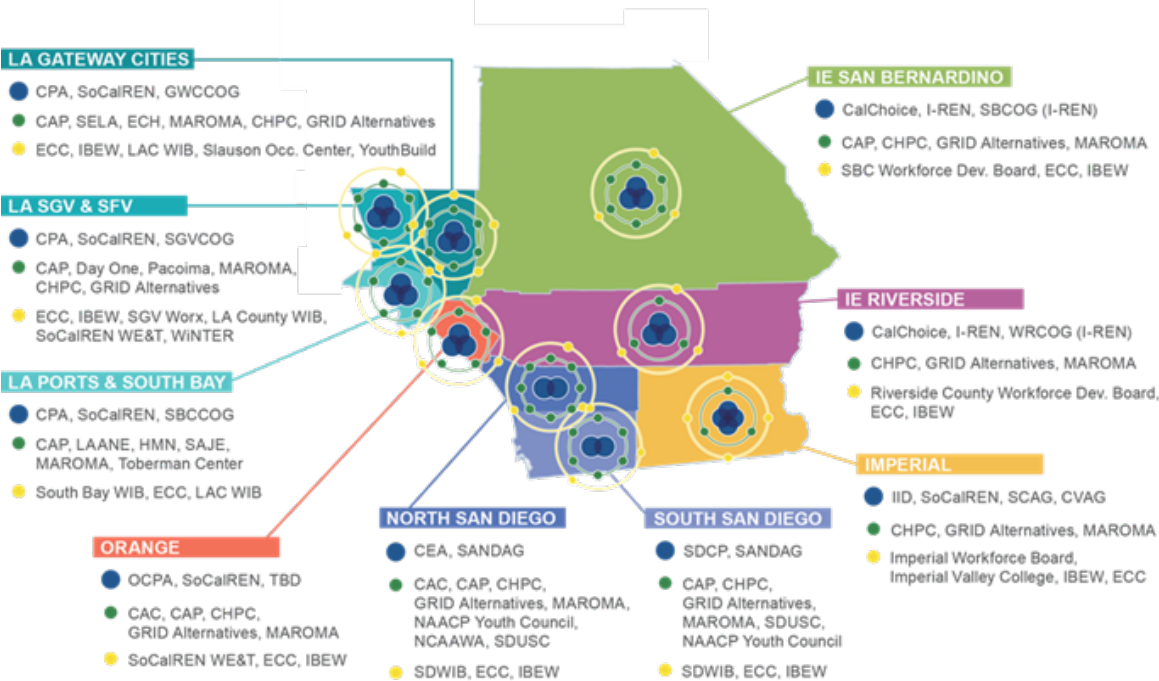 LA GATEWAY CITIES
CPA, SoCalREN, GWCCOG
CAP, SELA, ECH, MAROMA, CHPC, GRID Alternatives
ECC, IBEW, LAC WIB, Slauson Occ. Center, YouthBuild
LA SGV & SFV
CPA, SoCalREN, SGVCOG
CAP, Day One, Pacoima, MAROMA,
CHPC, GRID Alternatives
ECC, IBEW, SGV Worx, LA County WIB,
SoCalREN WE&T, WiNTER
LA PORTS & SOUTH BAY
CPA, SoCalREN, SBCCOG
CAP, LAANE, HMN, SAJE,
MAROMA, Toberman Center
South Bay WIB, ECC, LAC WIB
ORANGE
OCPA, SoCalREN, TBD
CAC, CAP, CHPC,
GRID Alternatives, MAROMA
SoCalREN WE&T, ECC, IBEW
NORTH SAN DIEGO
CEA, SANDAG
CAC, CAP, CHPC,
GRID Alternatives, MAROMA,
NAACP Youth Council,
NCAAWA, SDUSC
SDWIB, ECC, IBEW
SOUTH SAN DIEGO
SDCP, SANDAG
CAP, CHPC,
GRID Alternatives,
MAROMA, SDUSC,
NAACP Youth Council
SDWIB, ECC, IBEW
IE SAN BERNARDINO
CalChoice, I-REN, SBCOG (I-REN)
CAP, CHPC, GRID Alternatives, MAROMA
SBC Workforce Dev. Board, ECC, IBEW
IE RIVERSIDE
CalChoice, I-REN, WRCOG (I-REN)
CHPC, GRID Alternatives, MAROMA
Riverside County Workforce Dev. Board,
ECC, IBEW
IMPERIAL
IID, SoCalREN, SCAG, CVAG
CHPC, GRID Alternatives, MAROMA
Imperial Workforce Board,
Imperial Valley College, IBEW, ECC